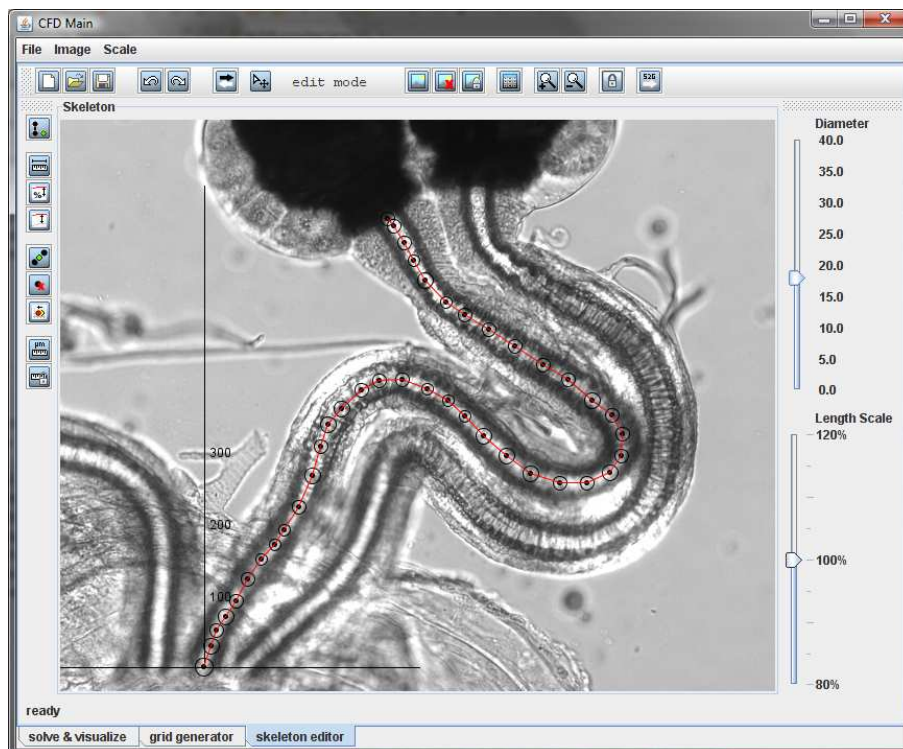 CFD Main
File Image Scale
edit mode
526
Skeleton
%
µm
300
200
100
Diameter
40.0
35.0
30.0
25.0
20.0
15.0
10.0
5.0
0.0
Length Scale
120%
100%
80%
ready
solve & visualize grid generator skeleton editor